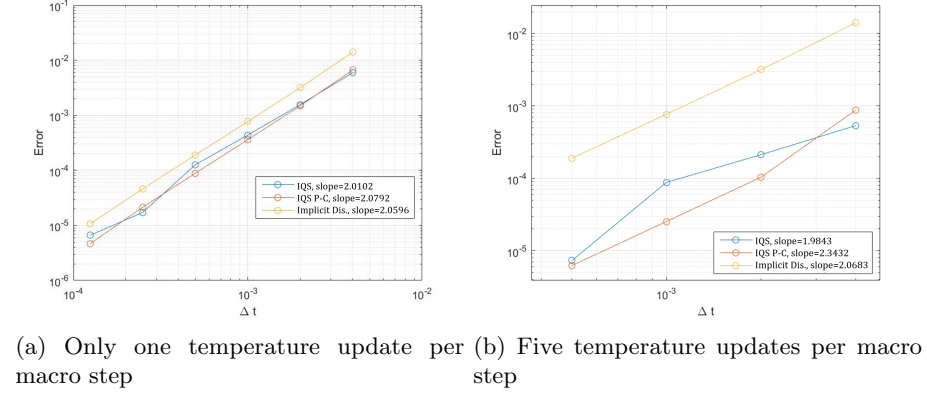 10^-1
10^-2
10^-3
10^-4
10^-5
10^-6
Error
IQS, slope=2.0102
IQS P-C, slope=2.0792
Implicit Dis., slope=2.0596
10^-4
10^-3
10^-2
Δ t
10^-2
10^-3
10^-4
10^-5
Error
IQS, slope=1.9843
IQS P-C, slope=2.3432
Implicit Dis., slope=2.0683
10^-3
Δ t
(a) Only one temperature update per
macro step
(b) Five temperature updates per macro
step